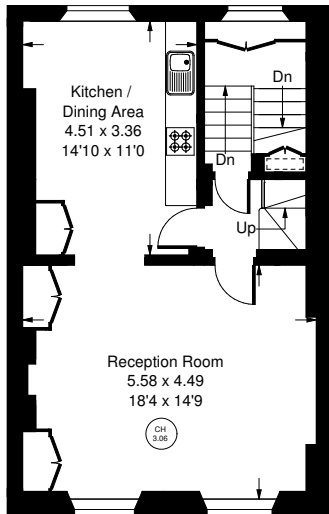 Kitchen /
Dining Area
4.51 x 3.36
14'10 x 11'0
Dn
Dn
Up
Reception Room
5.58 x 4.49
18'4 x 14'9
CH
3.06